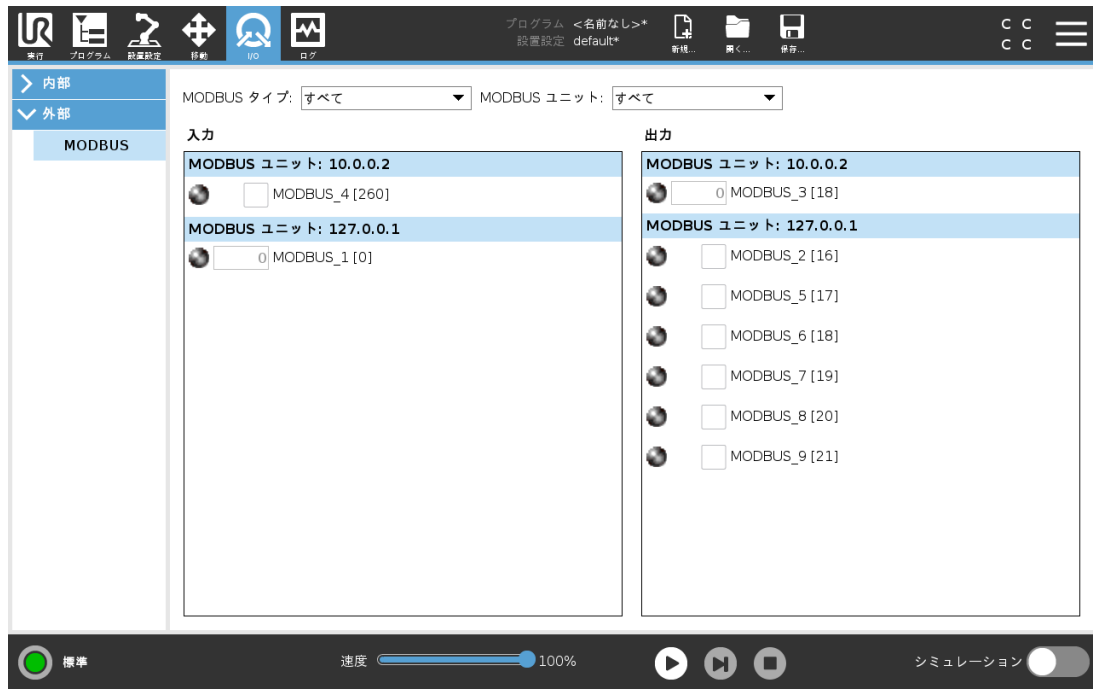 実行 プログラム 設置設定 移動 I/O ログ
プログラム <名前なし>*
設置設定 default*
新規... 開く... 保存...
C C
C C
内部
外部
MODBUS
MODBUS タイプ: すべて MODBUS ユニット: すべて
入力
MODBUS ユニット: 10.0.0.2
MODBUS_4 [260]
MODBUS ユニット: 127.0.0.1
0 MODBUS_1 [0]
出力
MODBUS ユニット: 10.0.0.2
0 MODBUS_3 [18]
MODBUS ユニット: 127.0.0.1
MODBUS_2 [16]
MODBUS_5 [17]
MODBUS_6 [18]
MODBUS_7 [19]
MODBUS_8 [20]
MODBUS_9 [21]
標準 速度 100% シミュレーション